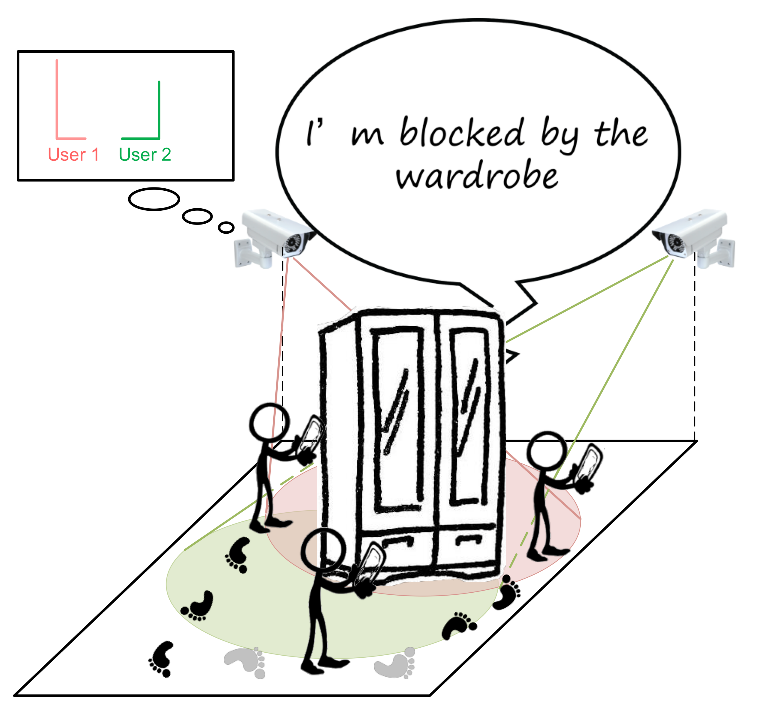 I'm blocked by the
wardrobe
User 1 User 2